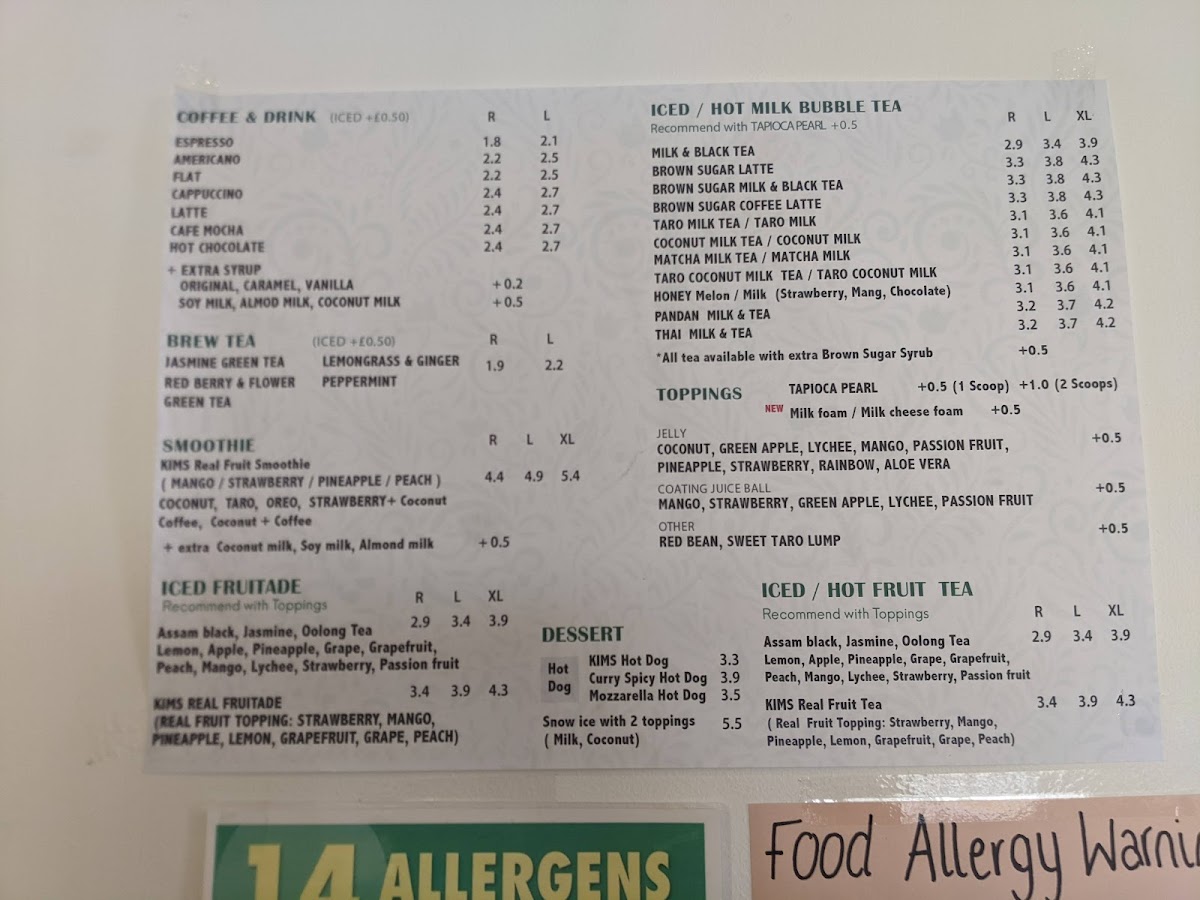 COFFEE & DRINK (ICED +£0.50) R L
ESPRESSO 1.8 2.1
AMERICANO 2.2 2.5
FLAT 2.2 2.5
CAPPUCCINO 2.4 2.7
LATTE 2.4 2.7
CAFE MOCHA 2.4 2.7
HOT CHOCOLATE 2.4 2.7
+ EXTRA SYRUP
ORIGINAL, CARAMEL, VANILLA +0.2
SOY MILK, ALMOD MILK, COCONUT MILK +0.5
BREW TEA (ICED +£0.50) R L
JASMINE GREEN TEA LEMONGRASS & GINGER 1.9 2.2
RED BERRY & FLOWER PEPPERMINT
GREEN TEA
SMOOTHIE R L XL
KIMS Real Fruit Smoothie
( MANGO / STRAWBERRY / PINEAPPLE / PEACH ) 4.4 4.9 5.4
COCONUT, TARO, OREO, STRAWBERRY+ Coconut
Coffee, Coconut + Coffee
+ extra Coconut milk, Soy milk, Almond milk +0.5
ICED FRUITADE R L XL
Recommend with Toppings
Assam black, Jasmine, Oolong Tea 2.9 3.4 3.9
Lemon, Apple, Pineapple, Grape, Grapefruit,
Peach, Mango, Lychee, Strawberry, Passion fruit
KIMS REAL FRUITADE 3.4 3.9 4.3
(REAL FRUIT TOPPING: STRAWBERRY, MANGO,
PINEAPPLE, LEMON, GRAPEFRUIT, GRAPE, PEACH)
DESSERT
Hot Dog
KIMS Hot Dog 3.3
Curry Spicy Hot Dog 3.9
Mozzarella Hot Dog 3.5
Snow ice with 2 toppings 5.5
( Milk, Coconut)
ICED / HOT MILK BUBBLE TEA R L XL
Recommend with TAPIOCA PEARL +0.5
MILK & BLACK TEA 2.9 3.4 3.9
BROWN SUGAR LATTE 3.3 3.8 4.3
BROWN SUGAR MILK & BLACK TEA 3.3 3.8 4.3
BROWN SUGAR COFFEE LATTE 3.3 3.8 4.3
TARO MILK TEA / TARO MILK 3.1 3.6 4.1
COCONUT MILK TEA / COCONUT MILK 3.1 3.6 4.1
MATCHA MILK TEA / MATCHA MILK 3.1 3.6 4.1
TARO COCONUT MILK TEA / TARO COCONUT MILK 3.1 3.6 4.1
HONEY Melon / Milk (Strawberry, Mang, Chocolate) 3.1 3.6 4.1
PANDAN MILK & TEA 3.2 3.7 4.2
THAI MILK & TEA 3.2 3.7 4.2
*All tea available with extra Brown Sugar Syrub +0.5
TOPPINGS TAPIOCA PEARL +0.5 (1 Scoop) +1.0 (2 Scoops)
NEW Milk foam / Milk cheese foam +0.5
JELLY
COCONUT, GREEN APPLE, LYCHEE, MANGO, PASSION FRUIT, +0.5
PINEAPPLE, STRAWBERRY, RAINBOW, ALOE VERA
COATING JUICE BALL +0.5
MANGO, STRAWBERRY, GREEN APPLE, LYCHEE, PASSION FRUIT
OTHER +0.5
RED BEAN, SWEET TARO LUMP
ICED / HOT FRUIT TEA
Recommend with Toppings R L XL
Assam black, Jasmine, Oolong Tea 2.9 3.4 3.9
Lemon, Apple, Pineapple, Grape, Grapefruit,
Peach, Mango, Lychee, Strawberry, Passion fruit
KIMS Real Fruit Tea 3.4 3.9 4.3
( Real Fruit Topping: Strawberry, Mango,
Pineapple, Lemon, Grapefruit, Grape, Peach)
14 ALLERGENS
Food Allergy Warni